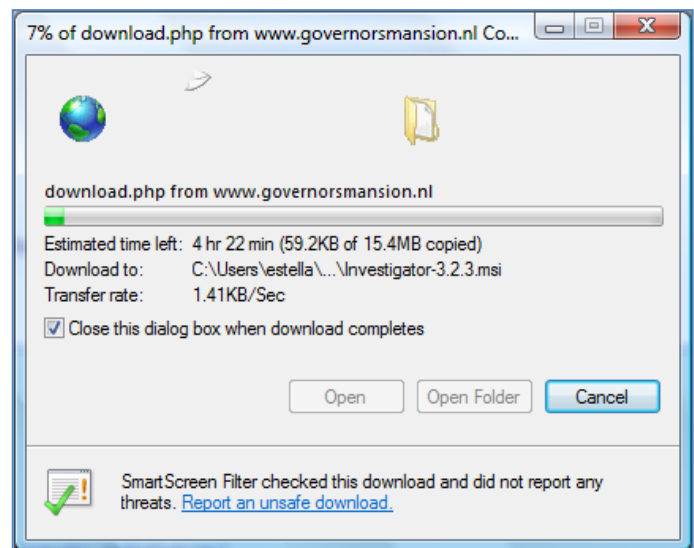 7% of download.php from www.governorsmansion.nl Co...
download.php from www.governorsmansion.nl
Estimated time left: 4 hr 22 min (59.2KB of 15.4MB copied)
Download to: C:\Users\estella\...\Investigator-3.2.3.msi
Transfer rate: 1.41KB/Sec
Close this dialog box when download completes
Open Open Folder Cancel
SmartScreen Filter checked this download and did not report any
threats. Report an unsafe download.